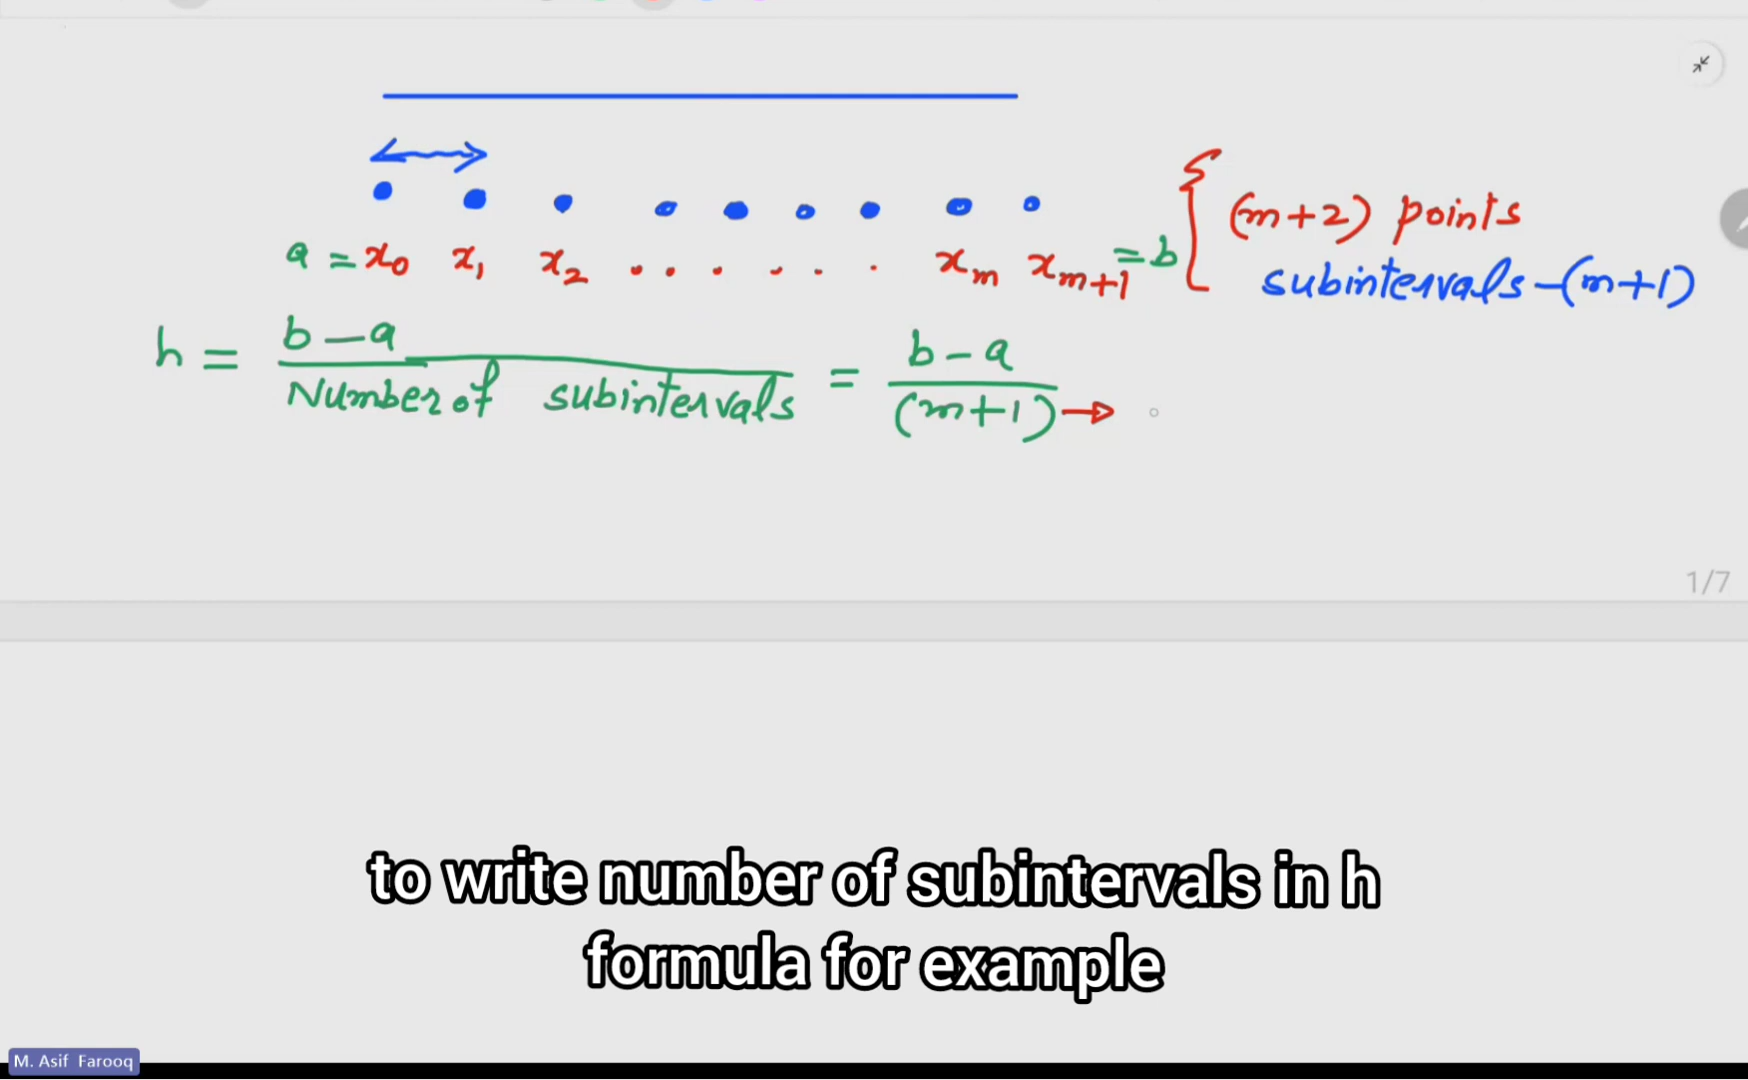 (m+2) points
a = x₀ x₁ x₂ . . . . . . xₘ xₘ₊₁ = b
subintervals – (m+1)
h = b – a / Number of subintervals = b – a / (m+1) →
1/7
to write number of subintervals in h
formula for example
M. Asif Farooq